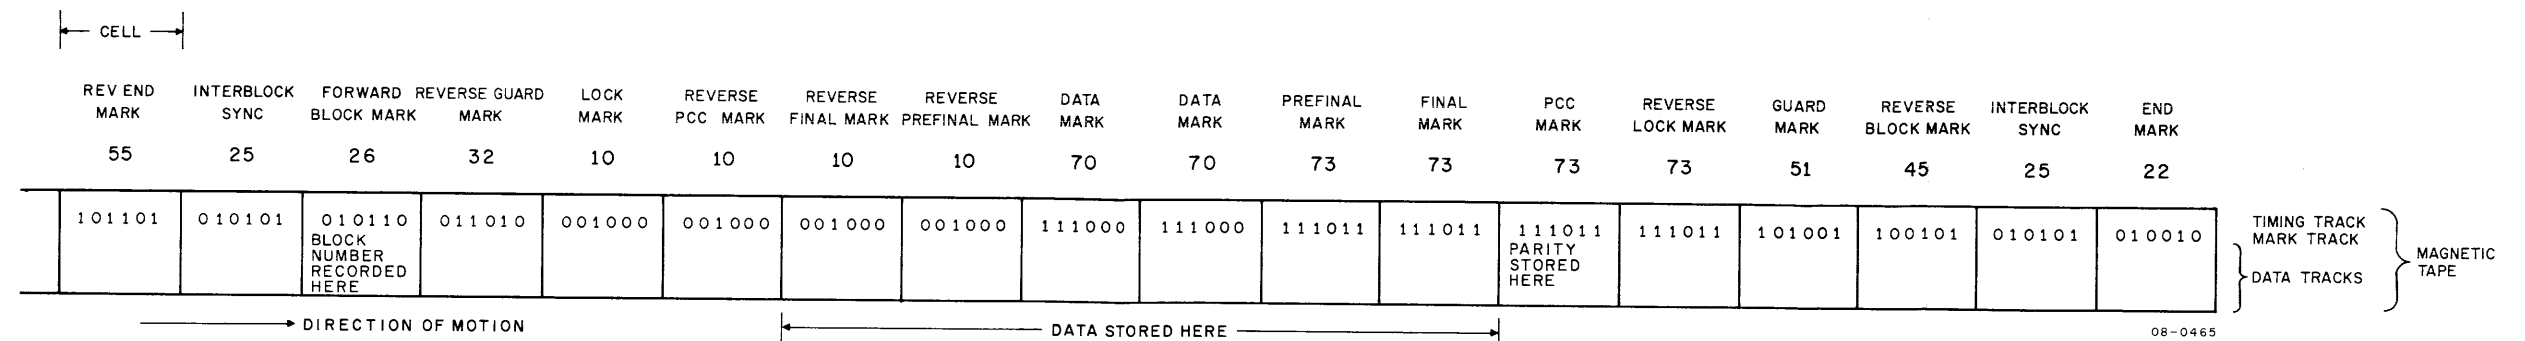 CELL
REV END INTERBLOCK FORWARD REVERSE GUARD LOCK REVERSE REVERSE REVERSE DATA DATA PREFINAL FINAL PCC REVERSE GUARD REVERSE INTERBLOCK END
MARK SYNC BLOCK MARK MARK MARK PCC MARK FINAL MARK PREFINAL MARK MARK MARK MARK MARK MARK LOCK MARK MARK BLOCK MARK SYNC MARK
55 25 26 32 10 10 10 10 70 70 73 73 73 73 51 45 25 22
101101 010101 010110 011010 001000 001000 001000 001000 111000 111000 111011 111011 111011 111011 101001 100101 010101 010010
BLOCK
NUMBER
RECORDED
HERE
PARITY
STORED
HERE
TIMING TRACK
MARK TRACK
DATA TRACKS
MAGNETIC
TAPE
DIRECTION OF MOTION
DATA STORED HERE
08-0465